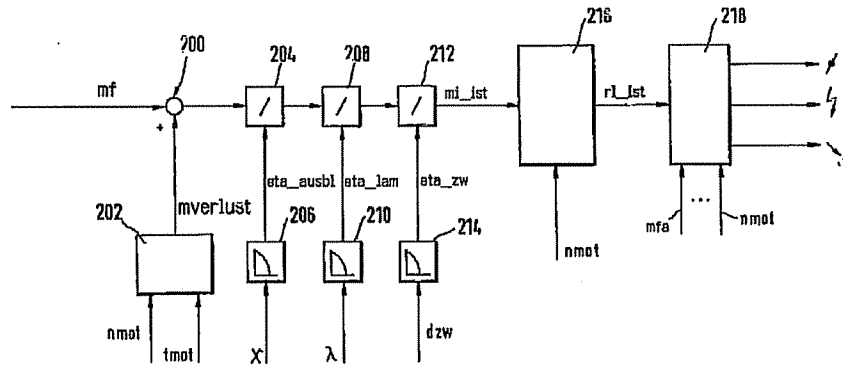 200
204
208
212
216
218
mf
+
/
/
/
mi_ist
rl_ist
eta_ausbl
eta_lam
eta_zw
202
mverlust
206
210
214
nmot
mfa
...
nmot
nmot
tmot
X
λ
dzw